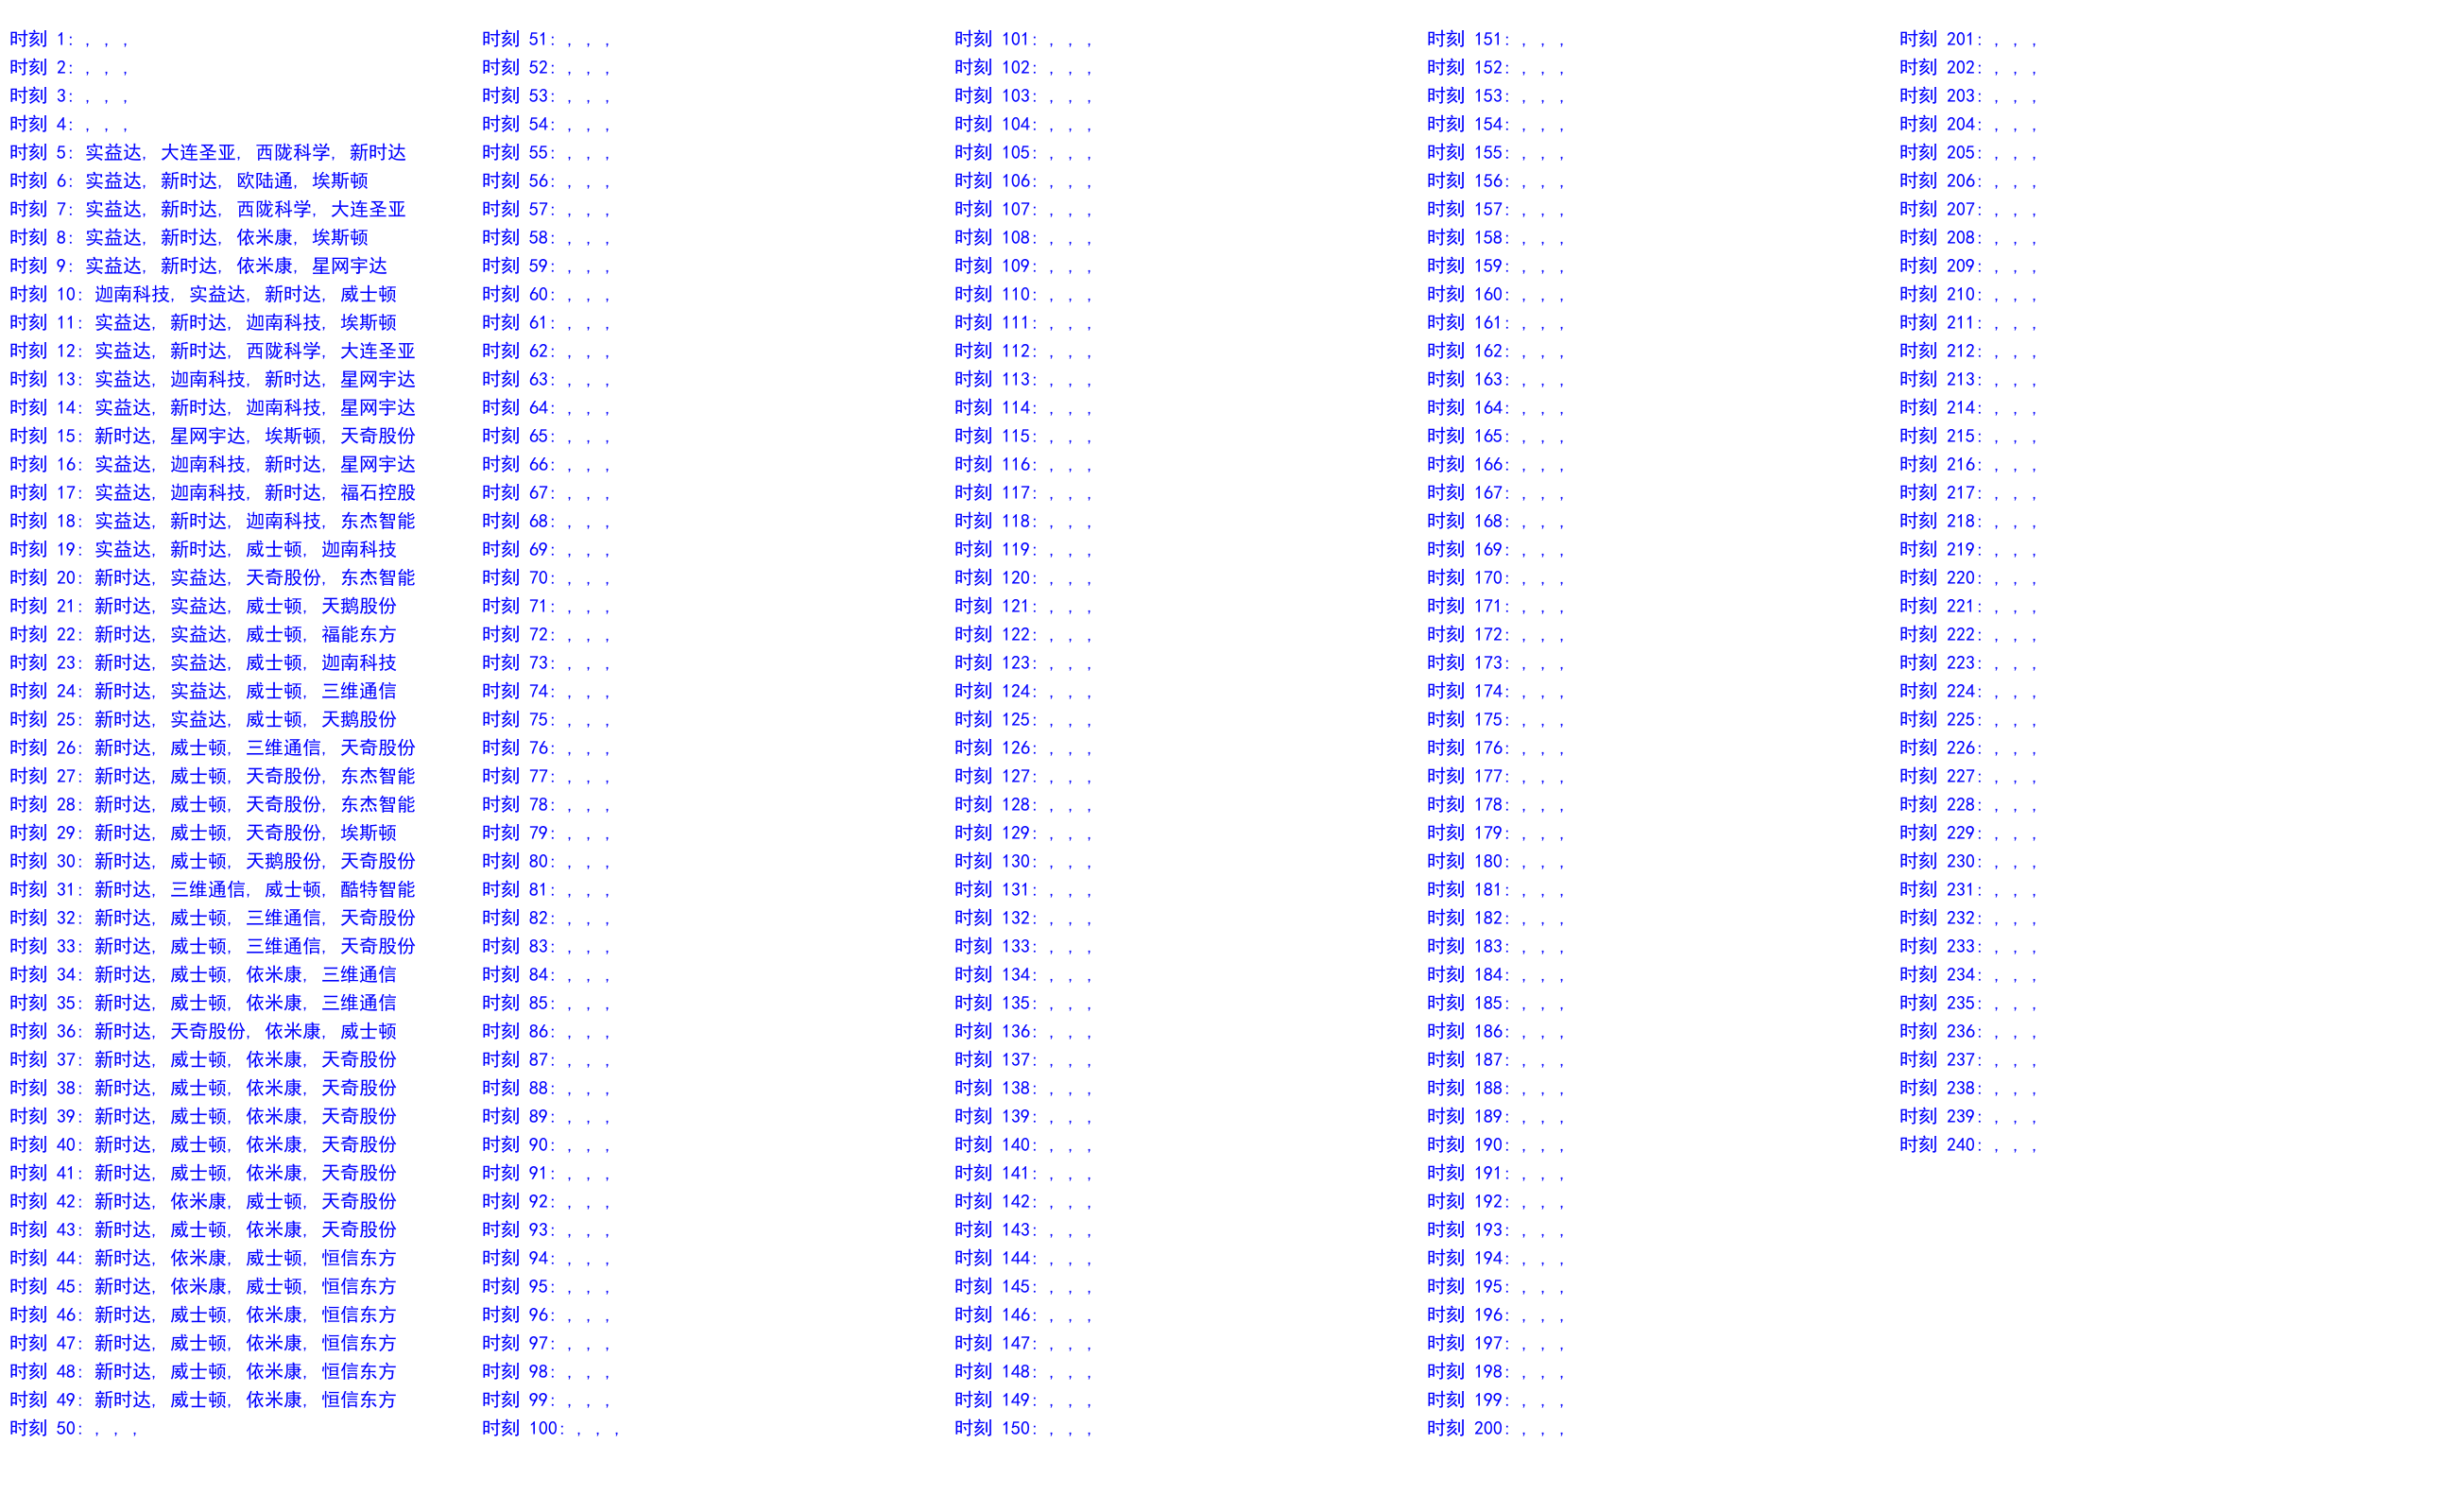 时刻 1: , , ,
时刻 2: , , ,
时刻 3: , , ,
时刻 4: , , ,
时刻 5: 实益达, 大连圣亚, 西陇科学, 新时达
时刻 6: 实益达, 新时达, 欧陆通, 埃斯顿
时刻 7: 实益达, 新时达, 西陇科学, 大连圣亚
时刻 8: 实益达, 新时达, 依米康, 埃斯顿
时刻 9: 实益达, 新时达, 依米康, 星网宇达
时刻 10: 迦南科技, 实益达, 新时达, 威士顿
时刻 11: 实益达, 新时达, 迦南科技, 埃斯顿
时刻 12: 实益达, 新时达, 西陇科学, 大连圣亚
时刻 13: 实益达, 迦南科技, 新时达, 星网宇达
时刻 14: 实益达, 新时达, 迦南科技, 星网宇达
时刻 15: 新时达, 星网宇达, 埃斯顿, 天奇股份
时刻 16: 实益达, 迦南科技, 新时达, 星网宇达
时刻 17: 实益达, 迦南科技, 新时达, 福石控股
时刻 18: 实益达, 新时达, 迦南科技, 东杰智能
时刻 19: 实益达, 新时达, 威士顿, 迦南科技
时刻 20: 新时达, 实益达, 天奇股份, 东杰智能
时刻 21: 新时达, 实益达, 威士顿, 天鹅股份
时刻 22: 新时达, 实益达, 威士顿, 福能东方
时刻 23: 新时达, 实益达, 威士顿, 迦南科技
时刻 24: 新时达, 实益达, 威士顿, 三维通信
时刻 25: 新时达, 实益达, 威士顿, 天鹅股份
时刻 26: 新时达, 威士顿, 三维通信, 天奇股份
时刻 27: 新时达, 威士顿, 天奇股份, 东杰智能
时刻 28: 新时达, 威士顿, 天奇股份, 东杰智能
时刻 29: 新时达, 威士顿, 天奇股份, 埃斯顿
时刻 30: 新时达, 威士顿, 天鹅股份, 天奇股份
时刻 31: 新时达, 三维通信, 威士顿, 酷特智能
时刻 32: 新时达, 威士顿, 三维通信, 天奇股份
时刻 33: 新时达, 威士顿, 三维通信, 天奇股份
时刻 34: 新时达, 威士顿, 依米康, 三维通信
时刻 35: 新时达, 威士顿, 依米康, 三维通信
时刻 36: 新时达, 天奇股份, 依米康, 威士顿
时刻 37: 新时达, 威士顿, 依米康, 天奇股份
时刻 38: 新时达, 威士顿, 依米康, 天奇股份
时刻 39: 新时达, 威士顿, 依米康, 天奇股份
时刻 40: 新时达, 威士顿, 依米康, 天奇股份
时刻 41: 新时达, 威士顿, 依米康, 天奇股份
时刻 42: 新时达, 依米康, 威士顿, 天奇股份
时刻 43: 新时达, 威士顿, 依米康, 天奇股份
时刻 44: 新时达, 依米康, 威士顿, 恒信东方
时刻 45: 新时达, 依米康, 威士顿, 恒信东方
时刻 46: 新时达, 威士顿, 依米康, 恒信东方
时刻 47: 新时达, 威士顿, 依米康, 恒信东方
时刻 48: 新时达, 威士顿, 依米康, 恒信东方
时刻 49: 新时达, 威士顿, 依米康, 恒信东方
时刻 50: , , ,
时刻 51: , , ,
时刻 52: , , ,
时刻 53: , , ,
时刻 54: , , ,
时刻 55: , , ,
时刻 56: , , ,
时刻 57: , , ,
时刻 58: , , ,
时刻 59: , , ,
时刻 60: , , ,
时刻 61: , , ,
时刻 62: , , ,
时刻 63: , , ,
时刻 64: , , ,
时刻 65: , , ,
时刻 66: , , ,
时刻 67: , , ,
时刻 68: , , ,
时刻 69: , , ,
时刻 70: , , ,
时刻 71: , , ,
时刻 72: , , ,
时刻 73: , , ,
时刻 74: , , ,
时刻 75: , , ,
时刻 76: , , ,
时刻 77: , , ,
时刻 78: , , ,
时刻 79: , , ,
时刻 80: , , ,
时刻 81: , , ,
时刻 82: , , ,
时刻 83: , , ,
时刻 84: , , ,
时刻 85: , , ,
时刻 86: , , ,
时刻 87: , , ,
时刻 88: , , ,
时刻 89: , , ,
时刻 90: , , ,
时刻 91: , , ,
时刻 92: , , ,
时刻 93: , , ,
时刻 94: , , ,
时刻 95: , , ,
时刻 96: , , ,
时刻 97: , , ,
时刻 98: , , ,
时刻 99: , , ,
时刻 100: , , ,
时刻 101: , , ,
时刻 102: , , ,
时刻 103: , , ,
时刻 104: , , ,
时刻 105: , , ,
时刻 106: , , ,
时刻 107: , , ,
时刻 108: , , ,
时刻 109: , , ,
时刻 110: , , ,
时刻 111: , , ,
时刻 112: , , ,
时刻 113: , , ,
时刻 114: , , ,
时刻 115: , , ,
时刻 116: , , ,
时刻 117: , , ,
时刻 118: , , ,
时刻 119: , , ,
时刻 120: , , ,
时刻 121: , , ,
时刻 122: , , ,
时刻 123: , , ,
时刻 124: , , ,
时刻 125: , , ,
时刻 126: , , ,
时刻 127: , , ,
时刻 128: , , ,
时刻 129: , , ,
时刻 130: , , ,
时刻 131: , , ,
时刻 132: , , ,
时刻 133: , , ,
时刻 134: , , ,
时刻 135: , , ,
时刻 136: , , ,
时刻 137: , , ,
时刻 138: , , ,
时刻 139: , , ,
时刻 140: , , ,
时刻 141: , , ,
时刻 142: , , ,
时刻 143: , , ,
时刻 144: , , ,
时刻 145: , , ,
时刻 146: , , ,
时刻 147: , , ,
时刻 148: , , ,
时刻 149: , , ,
时刻 150: , , ,
时刻 151: , , ,
时刻 152: , , ,
时刻 153: , , ,
时刻 154: , , ,
时刻 155: , , ,
时刻 156: , , ,
时刻 157: , , ,
时刻 158: , , ,
时刻 159: , , ,
时刻 160: , , ,
时刻 161: , , ,
时刻 162: , , ,
时刻 163: , , ,
时刻 164: , , ,
时刻 165: , , ,
时刻 166: , , ,
时刻 167: , , ,
时刻 168: , , ,
时刻 169: , , ,
时刻 170: , , ,
时刻 171: , , ,
时刻 172: , , ,
时刻 173: , , ,
时刻 174: , , ,
时刻 175: , , ,
时刻 176: , , ,
时刻 177: , , ,
时刻 178: , , ,
时刻 179: , , ,
时刻 180: , , ,
时刻 181: , , ,
时刻 182: , , ,
时刻 183: , , ,
时刻 184: , , ,
时刻 185: , , ,
时刻 186: , , ,
时刻 187: , , ,
时刻 188: , , ,
时刻 189: , , ,
时刻 190: , , ,
时刻 191: , , ,
时刻 192: , , ,
时刻 193: , , ,
时刻 194: , , ,
时刻 195: , , ,
时刻 196: , , ,
时刻 197: , , ,
时刻 198: , , ,
时刻 199: , , ,
时刻 200: , , ,
时刻 201: , , ,
时刻 202: , , ,
时刻 203: , , ,
时刻 204: , , ,
时刻 205: , , ,
时刻 206: , , ,
时刻 207: , , ,
时刻 208: , , ,
时刻 209: , , ,
时刻 210: , , ,
时刻 211: , , ,
时刻 212: , , ,
时刻 213: , , ,
时刻 214: , , ,
时刻 215: , , ,
时刻 216: , , ,
时刻 217: , , ,
时刻 218: , , ,
时刻 219: , , ,
时刻 220: , , ,
时刻 221: , , ,
时刻 222: , , ,
时刻 223: , , ,
时刻 224: , , ,
时刻 225: , , ,
时刻 226: , , ,
时刻 227: , , ,
时刻 228: , , ,
时刻 229: , , ,
时刻 230: , , ,
时刻 231: , , ,
时刻 232: , , ,
时刻 233: , , ,
时刻 234: , , ,
时刻 235: , , ,
时刻 236: , , ,
时刻 237: , , ,
时刻 238: , , ,
时刻 239: , , ,
时刻 240: , , ,